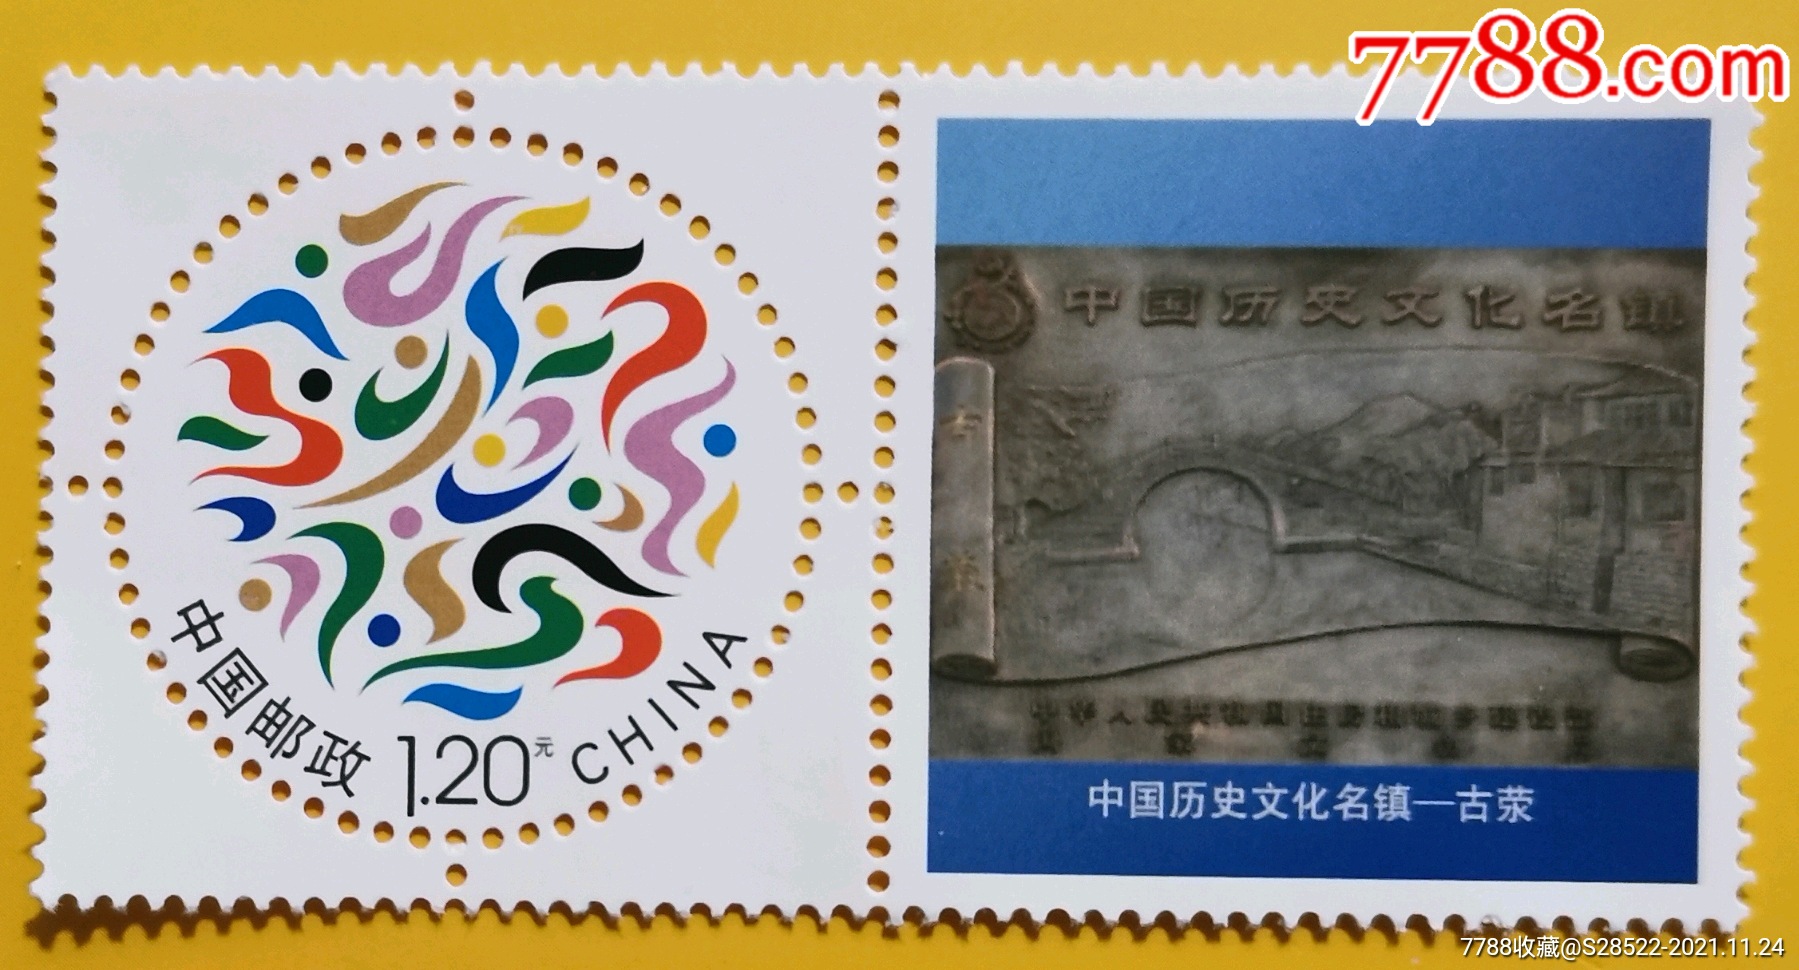 7788.com
中国邮政 1.20元 CHINA
中国历史文化名镇
古荥
中国历史文化名镇—古荥
7788收藏@S28522-2021.11.24